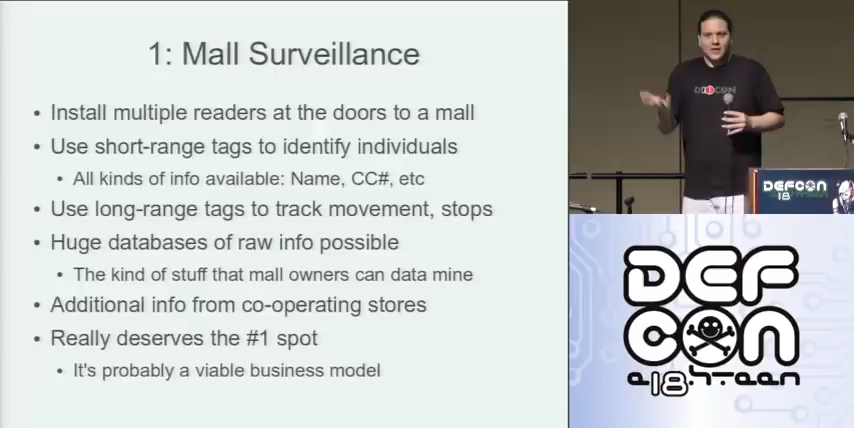 1: Mall Surveillance
• Install multiple readers at the doors to a mall
• Use short-range tags to identify individuals
• All kinds of info available: Name, CC#, etc
• Use long-range tags to track movement, stops
• Huge databases of raw info possible
• The kind of stuff that mall owners can data mine
• Additional info from co-operating stores
• Really deserves the #1 spot
• It's probably a viable business model
DEFCON
DEFCON
18
DEF
CON
e18hteen